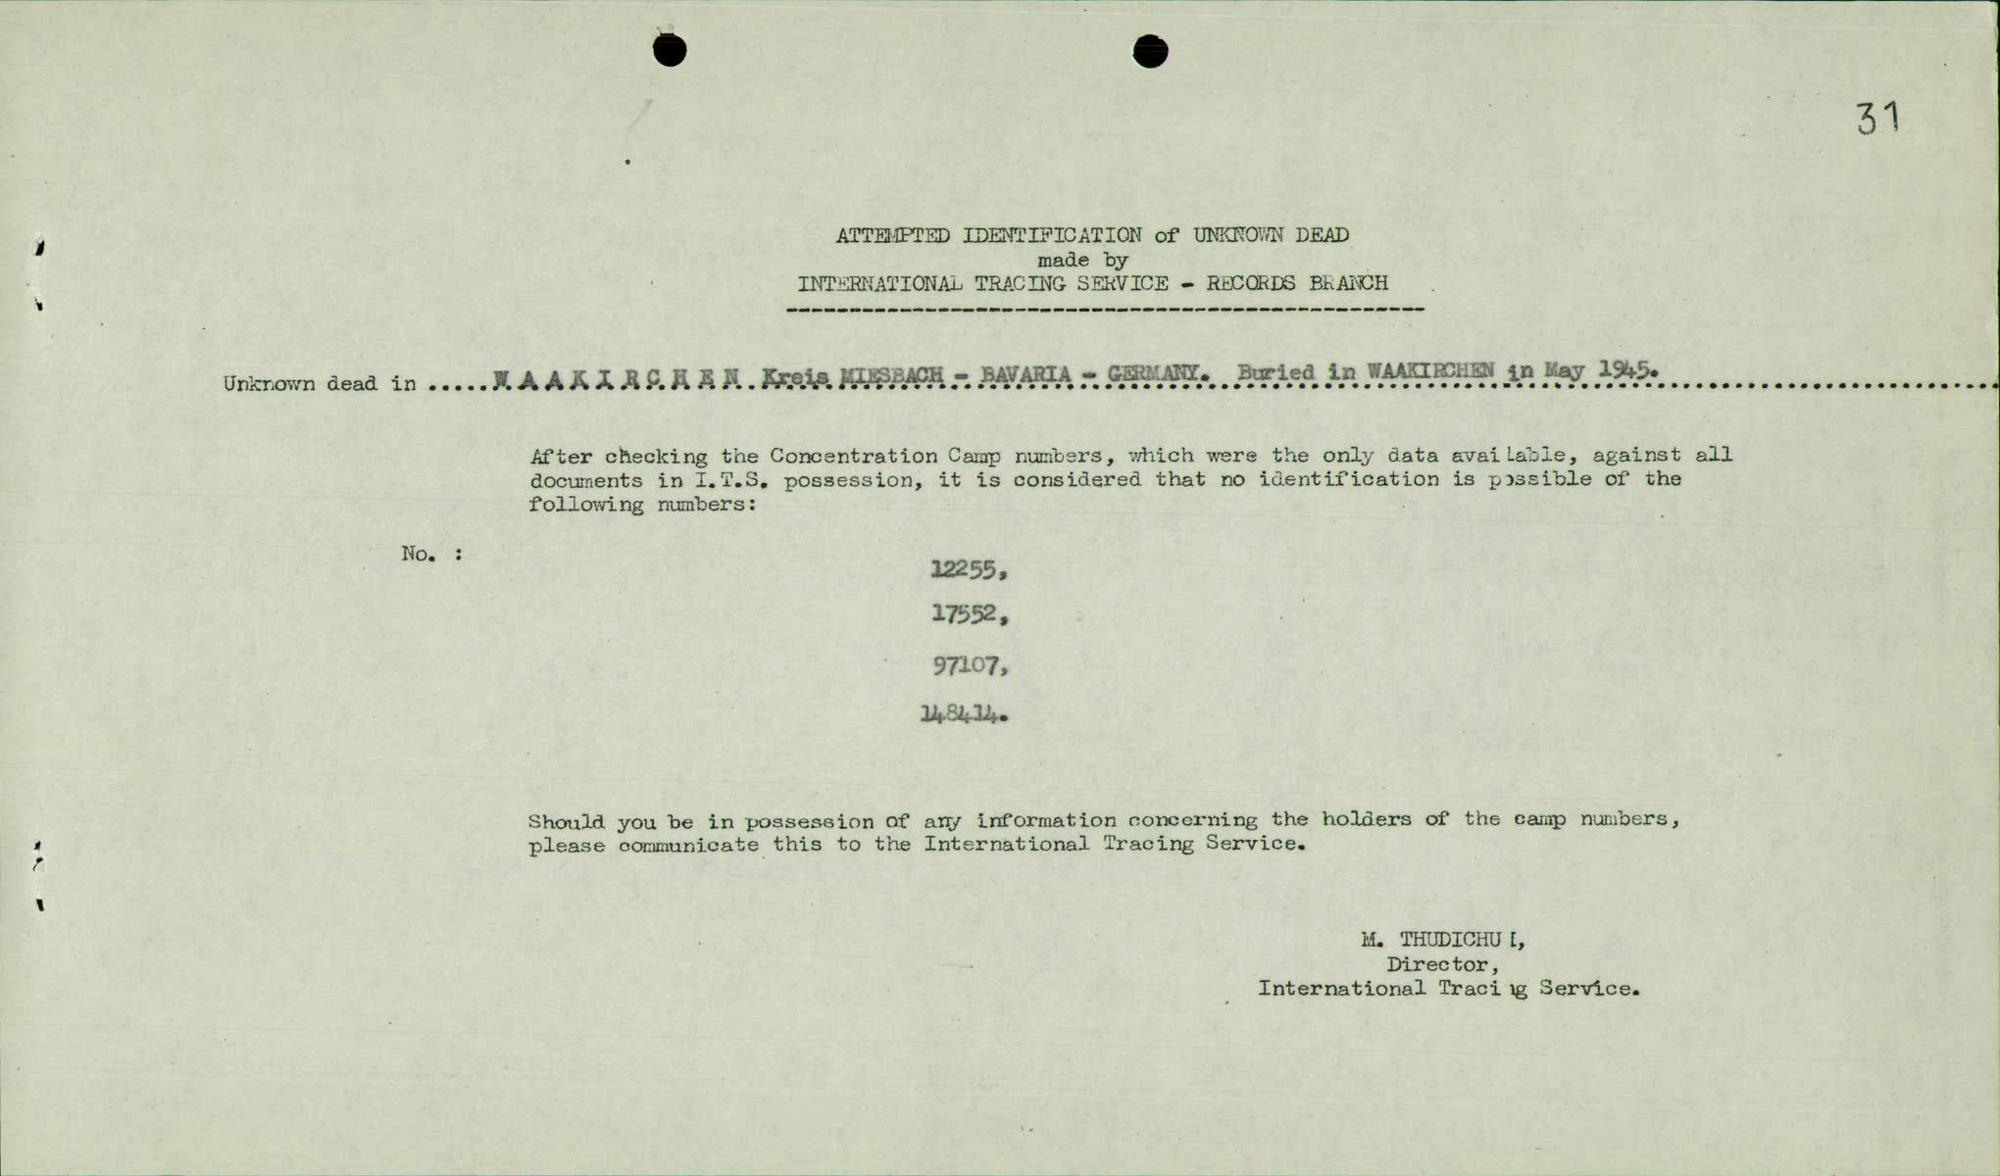 31
ATTEMPTED IDENTIFICATION of UNKNOWN DEAD
made by
INTERNATIONAL TRACING SERVICE - RECORDS BRANCH
Unknown dead in .....W A A K I R C H E N Kreis MIESBACH - BAVARIA - GERMANY. Buried in WAAKIRCHEN in May 1945.
After checking the Concentration Camp numbers, which were the only data available, against all
documents in I.T.S. possession, it is considered that no identification is possible of the
following numbers:
No. :
12255,
17552,
97107,
148414.
Should you be in possession of any information concerning the holders of the camp numbers,
please communicate this to the International Tracing Service.
M. THUDICHUM,
Director,
International Tracing Service.